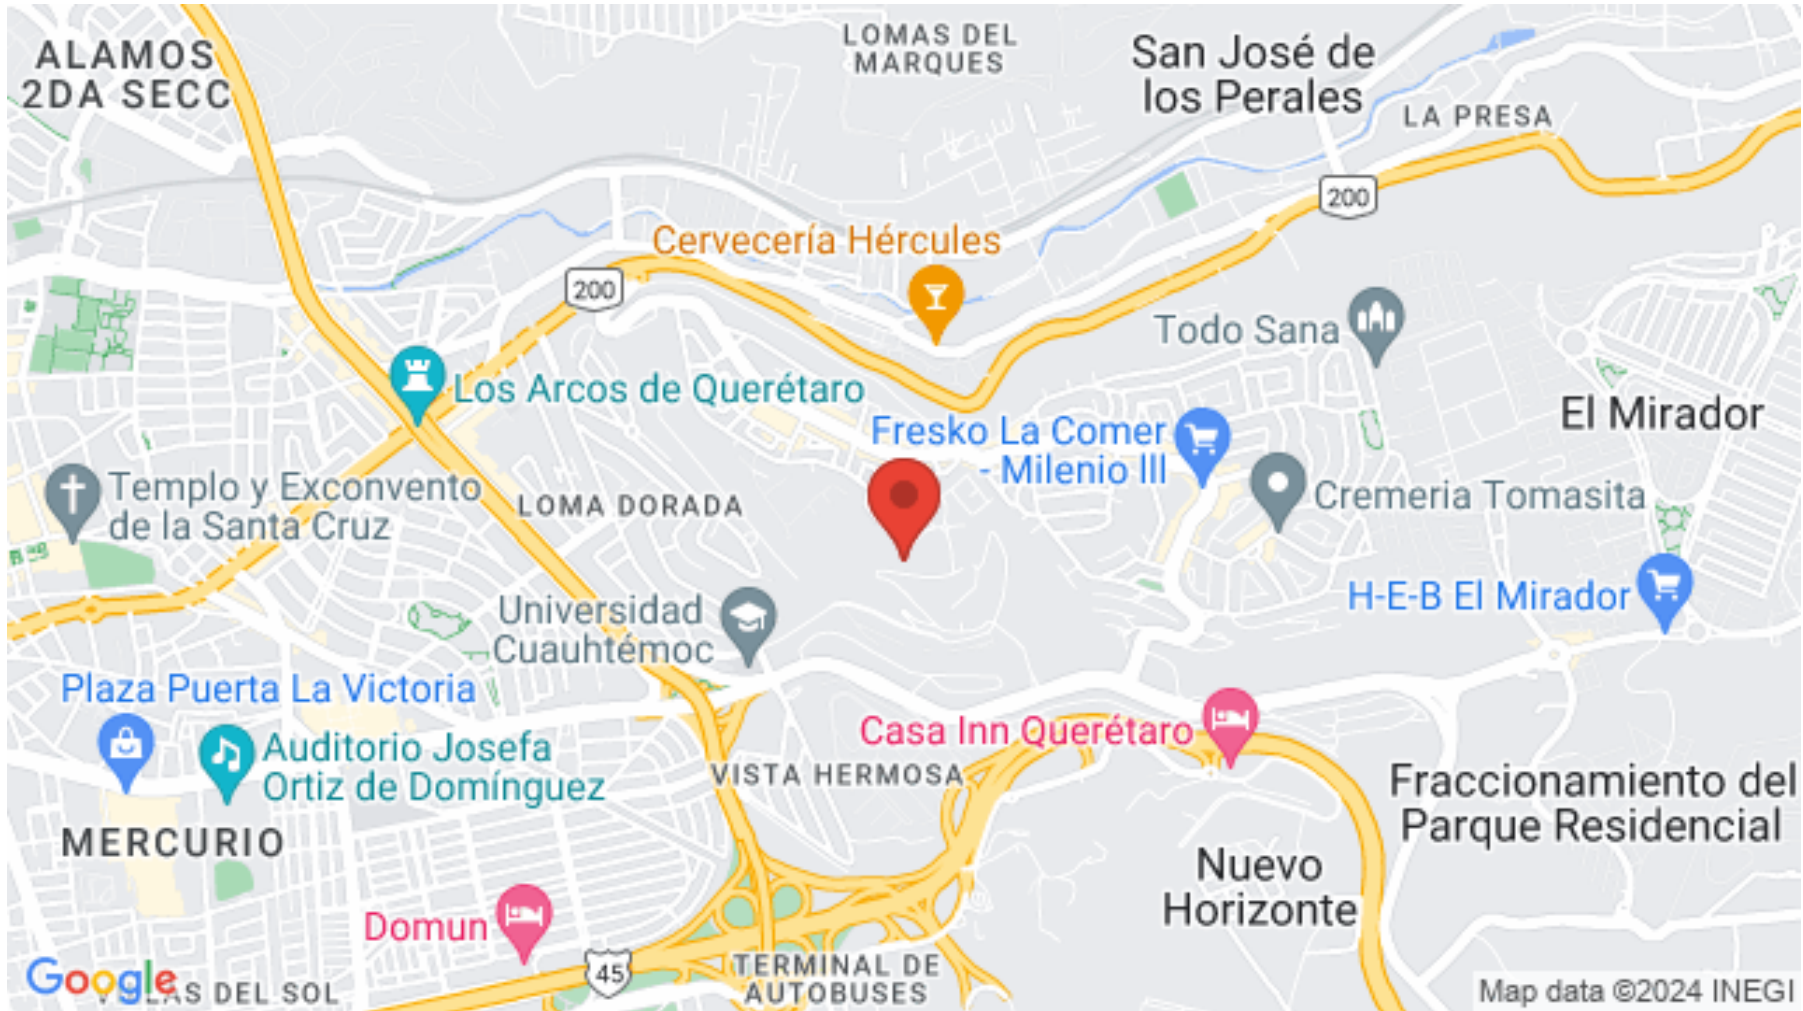 ALAMOS
2DA SECC
LOMAS DEL
MARQUES
San José de
los Perales
LA PRESA
200
Cervecería Hércules
200
Todo Sana
Los Arcos de Querétaro
El Mirador
Fresko La Comer
- Milenio III
Templo y Exconvento
de la Santa Cruz
LOMA DORADA
Cremeria Tomasita
Universidad
Cuauhtémoc
H-E-B El Mirador
Plaza Puerta La Victoria
Casa Inn Querétaro
Auditorio Josefa
Ortiz de Domínguez
VISTA HERMOSA
Fraccionamiento del
Parque Residencial
MERCURIO
Nuevo
Horizonte
Domun
45
TERMINAL DE
AUTOBUSES
Google
DEL SOL
Map data ©2024 INEGI